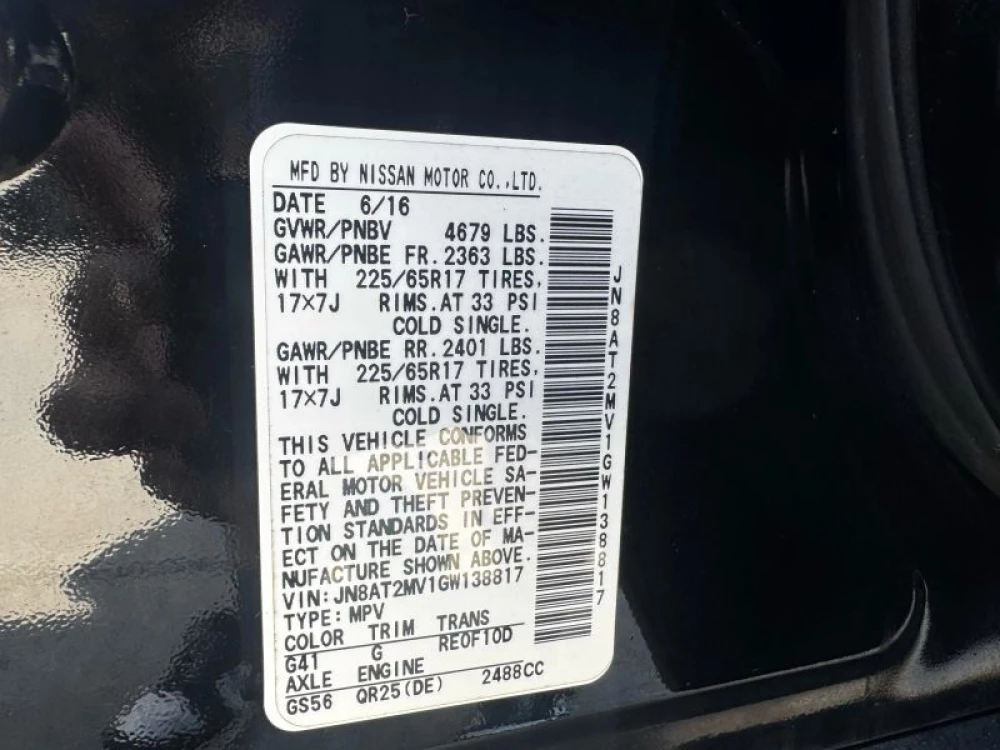 MFD BY NISSAN MOTOR CO.,LTD.
DATE 6/16
GVWR/PNBV 4679 LBS.
GAWR/PNBE FR. 2363 LBS.
WITH 225/65R17 TIRES,
17×7J RIMS.AT 33 PSI
COLD SINGLE.
GAWR/PNBE RR. 2401 LBS.
WITH 225/65R17 TIRES,
17×7J RIMS.AT 33 PSI
COLD SINGLE.
THIS VEHICLE CONFORMS
TO ALL APPLICABLE FED-
ERAL MOTOR VEHICLE SA-
FETY AND THEFT PREVEN-
TION STANDARDS IN EFF-
ECT ON THE DATE OF MA-
NUFACTURE SHOWN ABOVE.
VIN:JN8AT2MV1GW138817
TYPE:MPV
COLOR TRIM TRANS
G41 G RE0F10D
AXLE ENGINE
GS56 QR25(DE) 2488CC
JN8AT2MV1GW138817